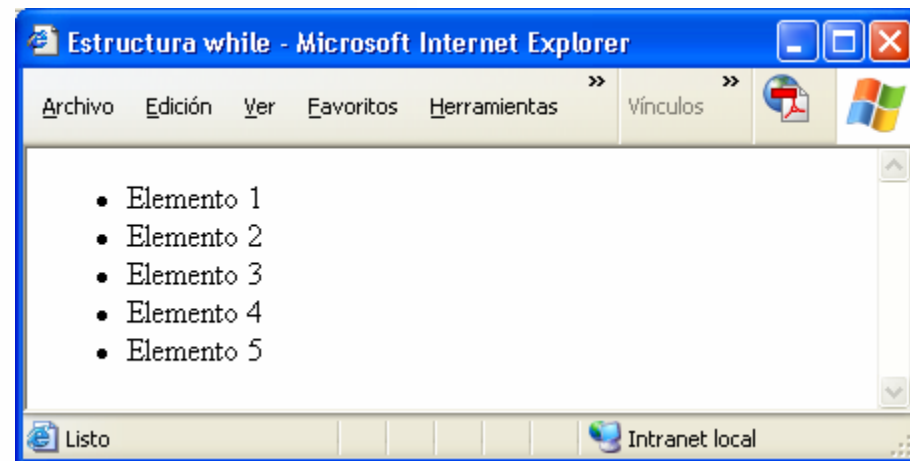 Estructura while - Microsoft Internet Explorer
Archivo Edición Ver Favoritos Herramientas » Vínculos »
• Elemento 1
• Elemento 2
• Elemento 3
• Elemento 4
• Elemento 5
Listo Intranet local